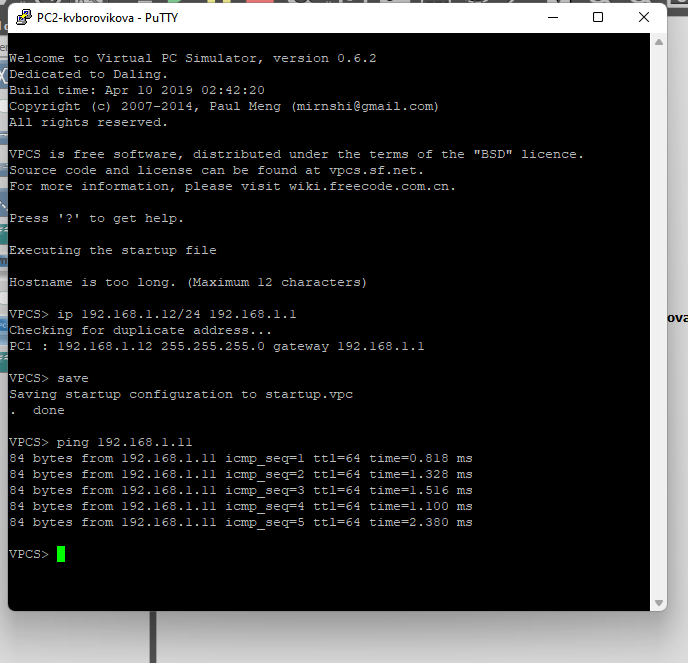 PC2-kvborovikova - PuTTY
Welcome to Virtual PC Simulator, version 0.6.2
Dedicated to Daling.
Build time: Apr 10 2019 02:42:20
Copyright (c) 2007-2014, Paul Meng (mirnshi@gmail.com)
All rights reserved.
VPCS is free software, distributed under the terms of the "BSD" licence.
Source code and license can be found at vpcs.sf.net.
For more information, please visit wiki.freecode.com.cn.
Press '?' to get help.
Executing the startup file
Hostname is too long. (Maximum 12 characters)
VPCS> ip 192.168.1.12/24 192.168.1.1
Checking for duplicate address...
PC1 : 192.168.1.12 255.255.255.0 gateway 192.168.1.1
VPCS> save
Saving startup configuration to startup.vpc
.  done
VPCS> ping 192.168.1.11
84 bytes from 192.168.1.11 icmp_seq=1 ttl=64 time=0.818 ms
84 bytes from 192.168.1.11 icmp_seq=2 ttl=64 time=1.328 ms
84 bytes from 192.168.1.11 icmp_seq=3 ttl=64 time=1.516 ms
84 bytes from 192.168.1.11 icmp_seq=4 ttl=64 time=1.100 ms
84 bytes from 192.168.1.11 icmp_seq=5 ttl=64 time=2.380 ms
VPCS>
ova